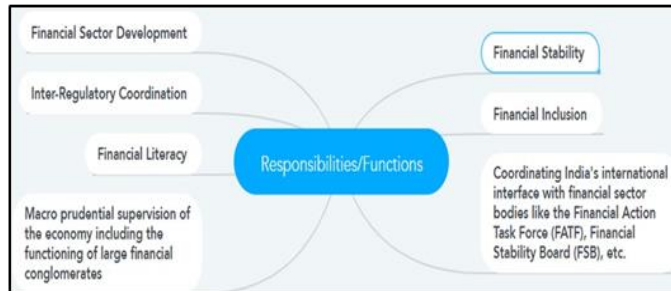 Financial Sector Development
Inter-Regulatory Coordination
Financial Literacy
Macro prudential supervision of
the economy including the
functioning of large financial
conglomerates
Responsibilities/Functions
Financial Stability
Financial Inclusion
Coordinating India's international
interface with financial sector
bodies like the Financial Action
Task Force (FATF), Financial
Stability Board (FSB), etc.